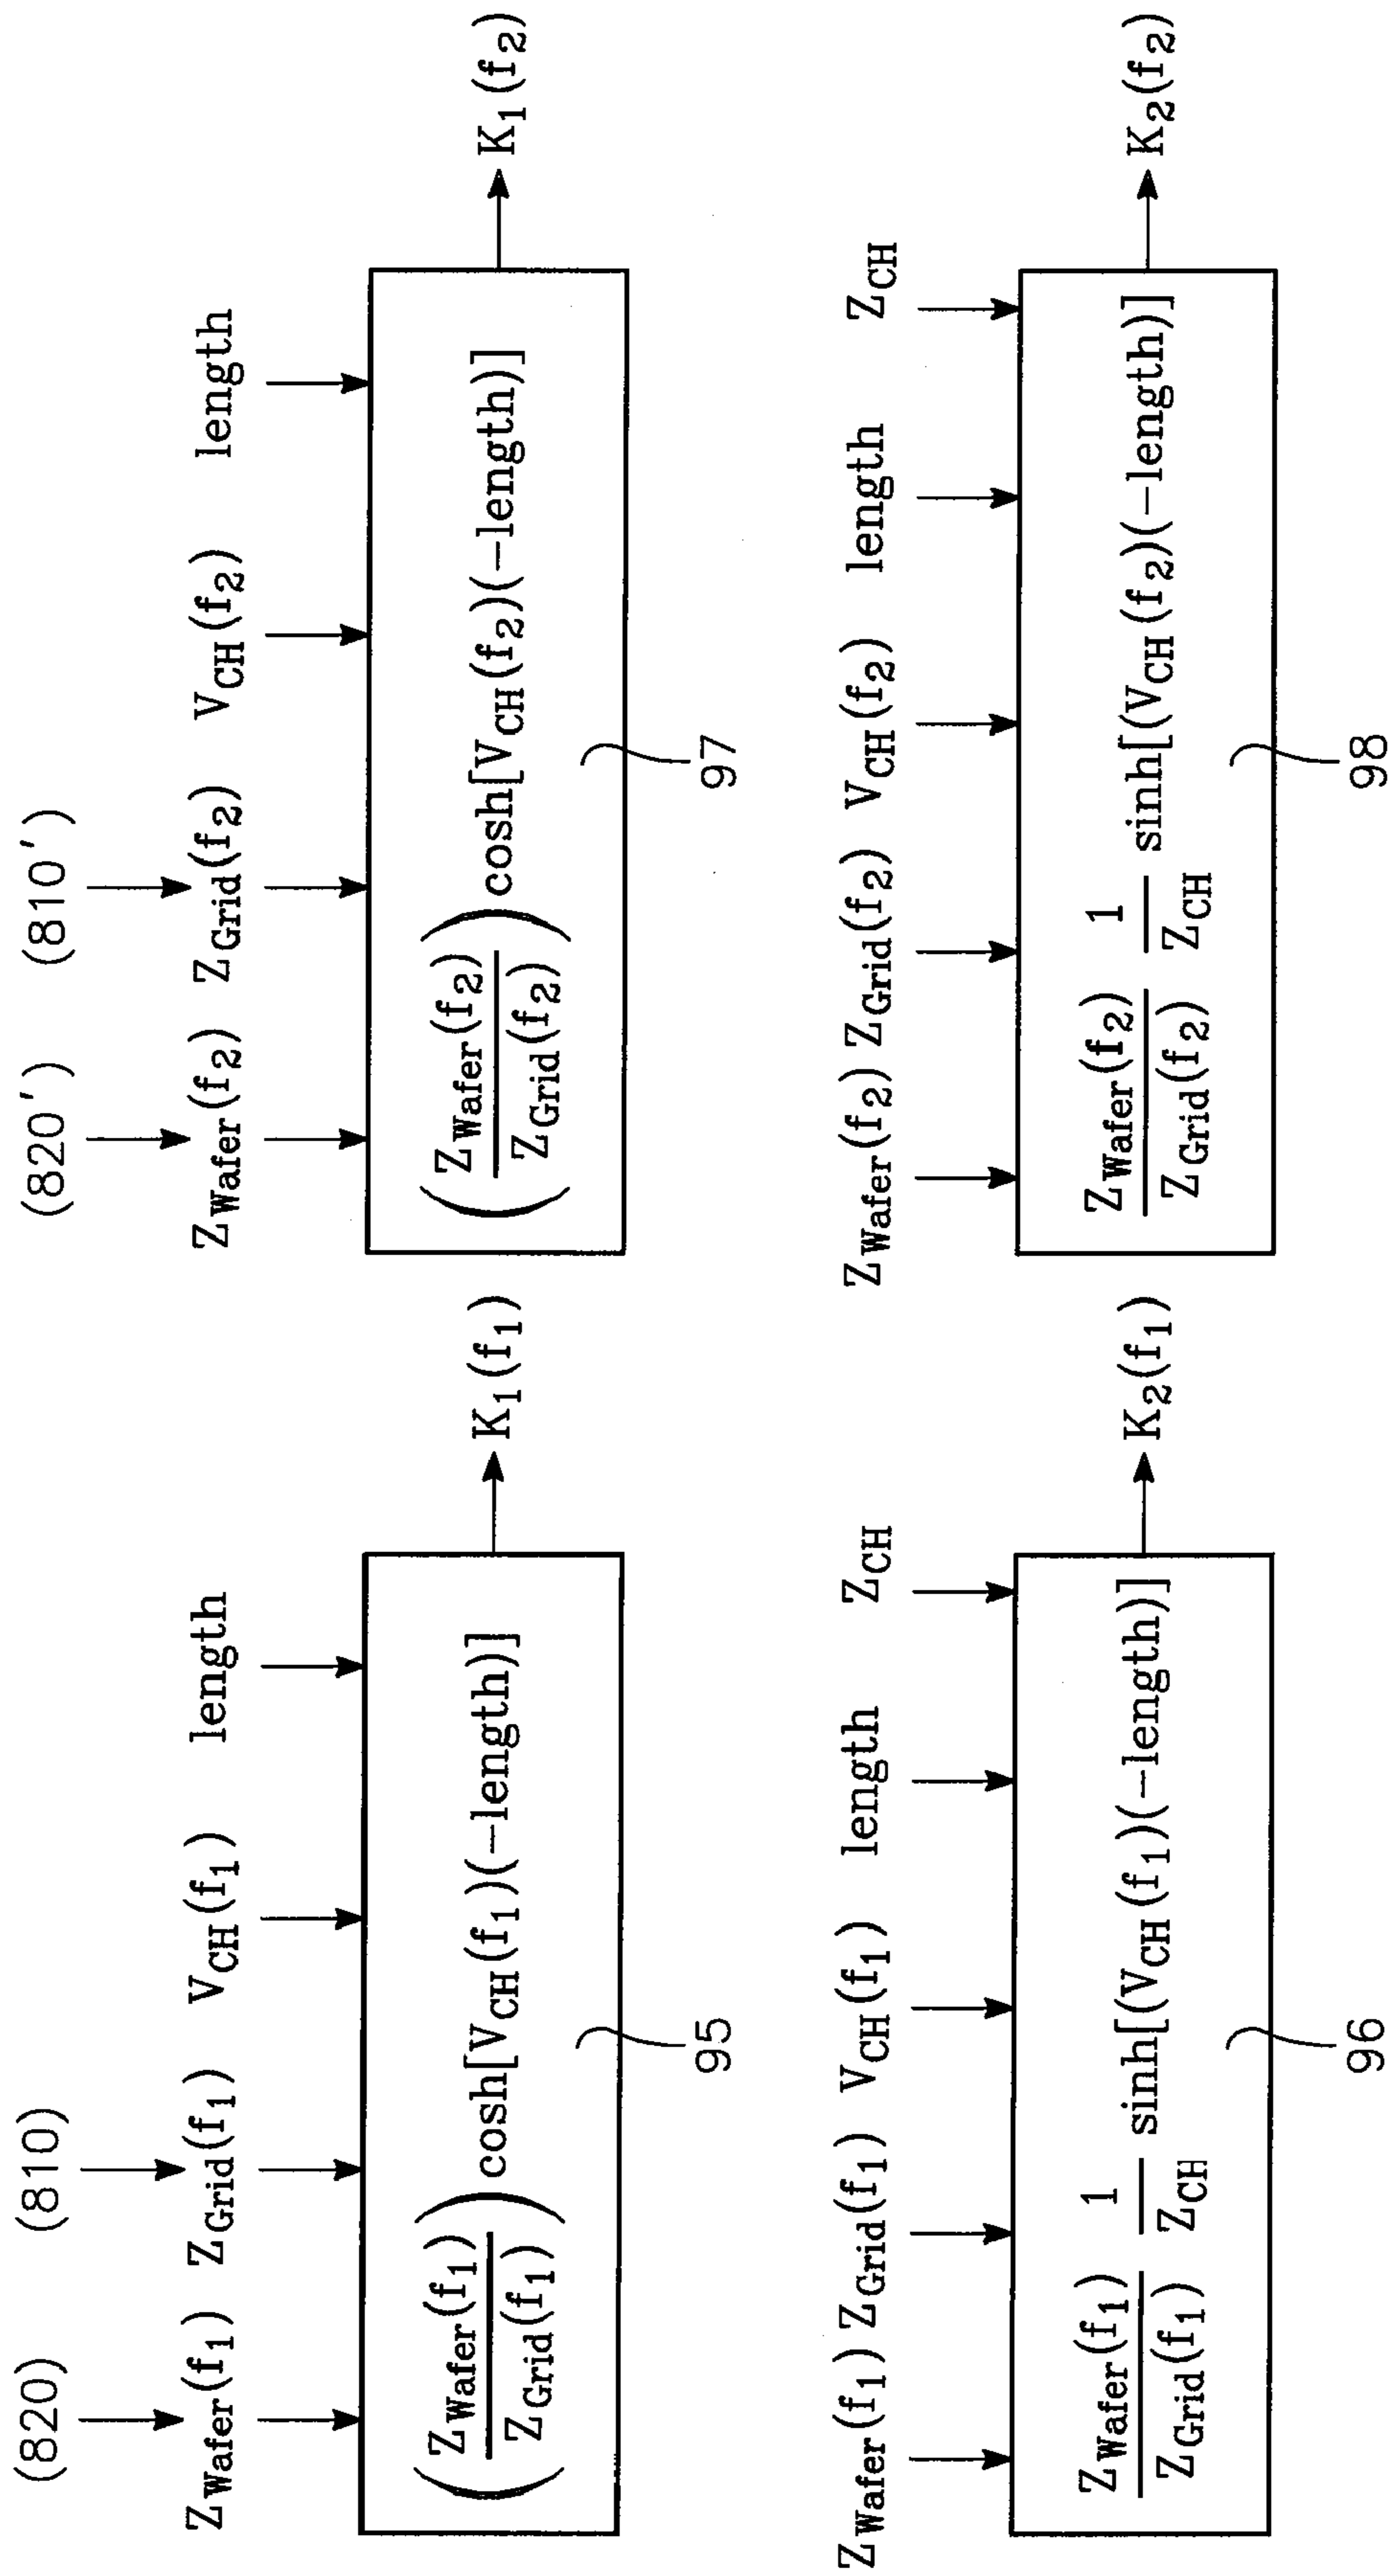 (820) (810)
Z_Wafer(f_1) Z_Grid(f_1) V_CH(f_1) length
(Z_Wafer(f_1) / Z_Grid(f_1)) cosh[V_CH(f_1)(−length)]
K_1(f_1)
95
Z_Wafer(f_1) Z_Grid(f_1) V_CH(f_1) length Z_CH
Z_Wafer(f_1) / Z_Grid(f_1) 1 / Z_CH sinh[(V_CH(f_1)(−length)]
K_2(f_1)
96
(820') (810')
Z_Wafer(f_2) Z_Grid(f_2) V_CH(f_2) length
(Z_Wafer(f_2) / Z_Grid(f_2)) cosh[V_CH(f_2)(−length)]
K_1(f_2)
97
Z_Wafer(f_2) Z_Grid(f_2) V_CH(f_2) length Z_CH
Z_Wafer(f_2) / Z_Grid(f_2) 1 / Z_CH sinh[(V_CH(f_2)(−length)]
K_2(f_2)
98